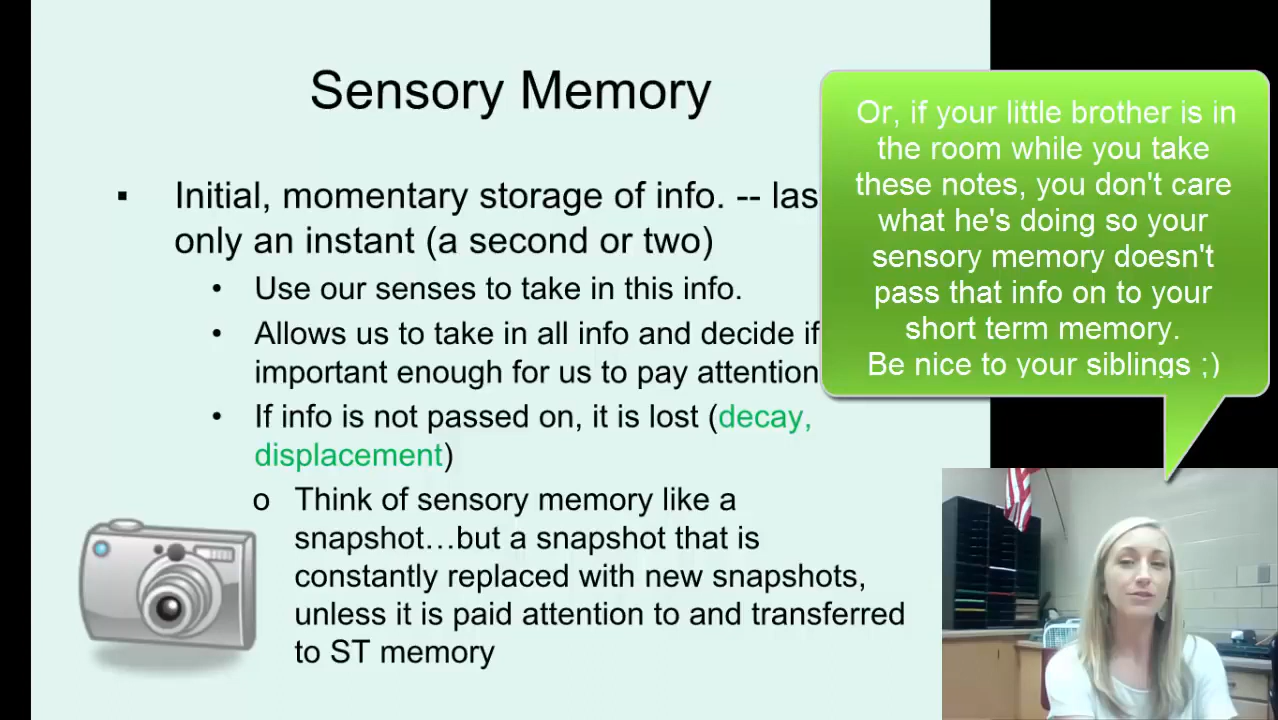 Sensory Memory
▪ Initial, momentary storage of info. -- las
only an instant (a second or two)
• Use our senses to take in this info.
• Allows us to take in all info and decide if
important enough for us to pay attention
• If info is not passed on, it is lost (decay,
displacement)
o Think of sensory memory like a
snapshot…but a snapshot that is
constantly replaced with new snapshots,
unless it is paid attention to and transferred
to ST memory
Or, if your little brother is in
the room while you take
these notes, you don't care
what he's doing so your
sensory memory doesn't
pass that info on to your
short term memory.
Be nice to your siblings ;)